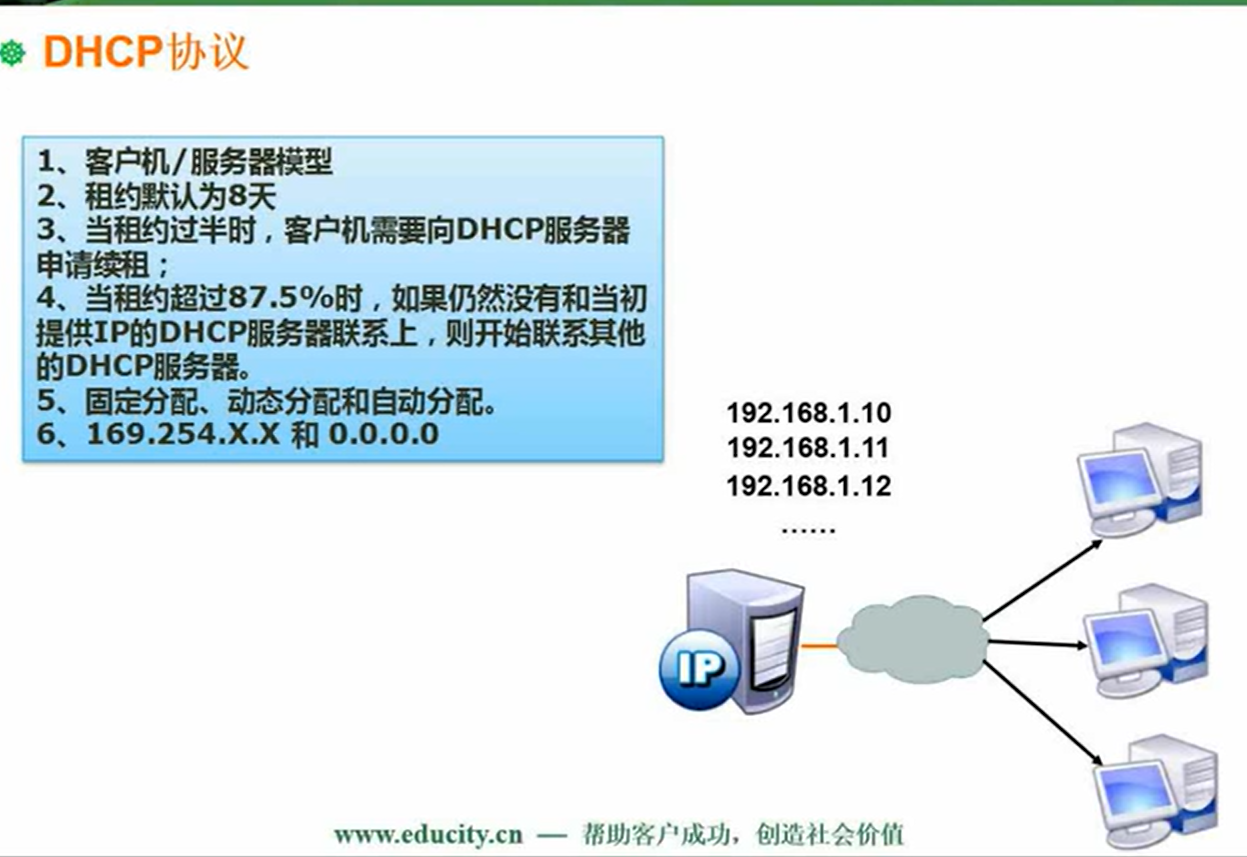 DHCP协议
1、客户机/服务器模型
2、租约默认为8天
3、当租约过半时，客户机需要向DHCP服务器
申请续租；
4、当租约超过87.5%时，如果仍然没有和当初
提供IP的DHCP服务器联系上，则开始联系其他
的DHCP服务器。
5、固定分配、动态分配和自动分配。
6、169.254.X.X 和 0.0.0.0
192.168.1.10
192.168.1.11
192.168.1.12
……
IP
www.educity.cn — 帮助客户成功，创造社会价值